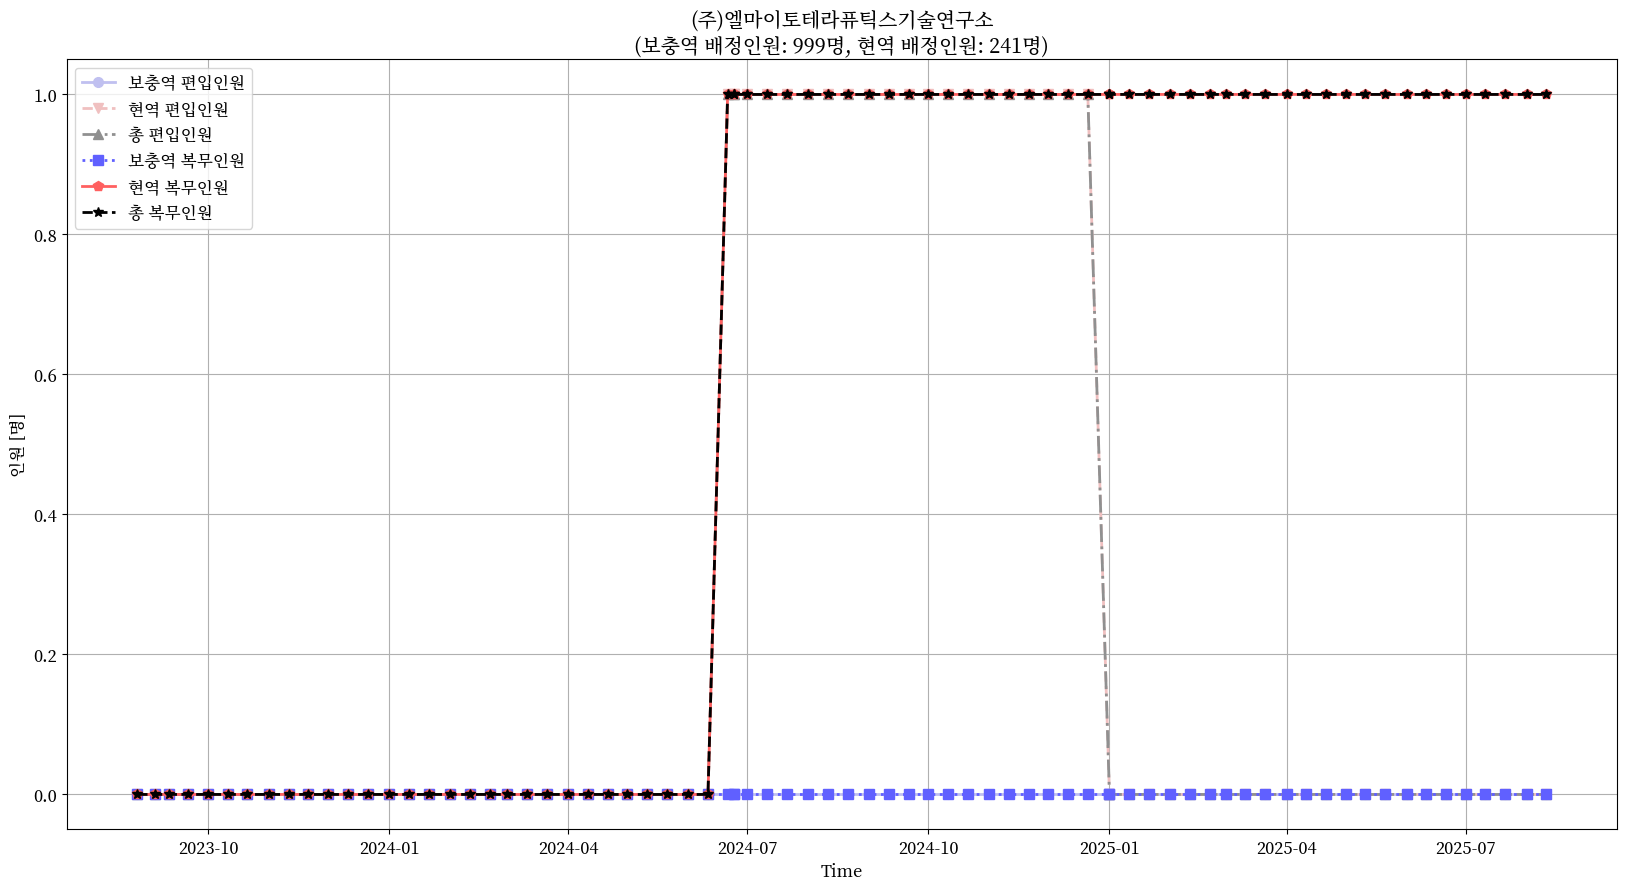 (주)엘마이토테라퓨틱스기술연구소
(보충역 배정인원: 999명, 현역 배정인원: 241명)
보충역 편입인원
현역 편입인원
총 편입인원
보충역 복무인원
현역 복무인원
총 복무인원
1.0
0.8
0.6
0.4
0.2
0.0
인원 [명]
2023-10
2024-01
2024-04
2024-07
2024-10
2025-01
2025-04
2025-07
Time